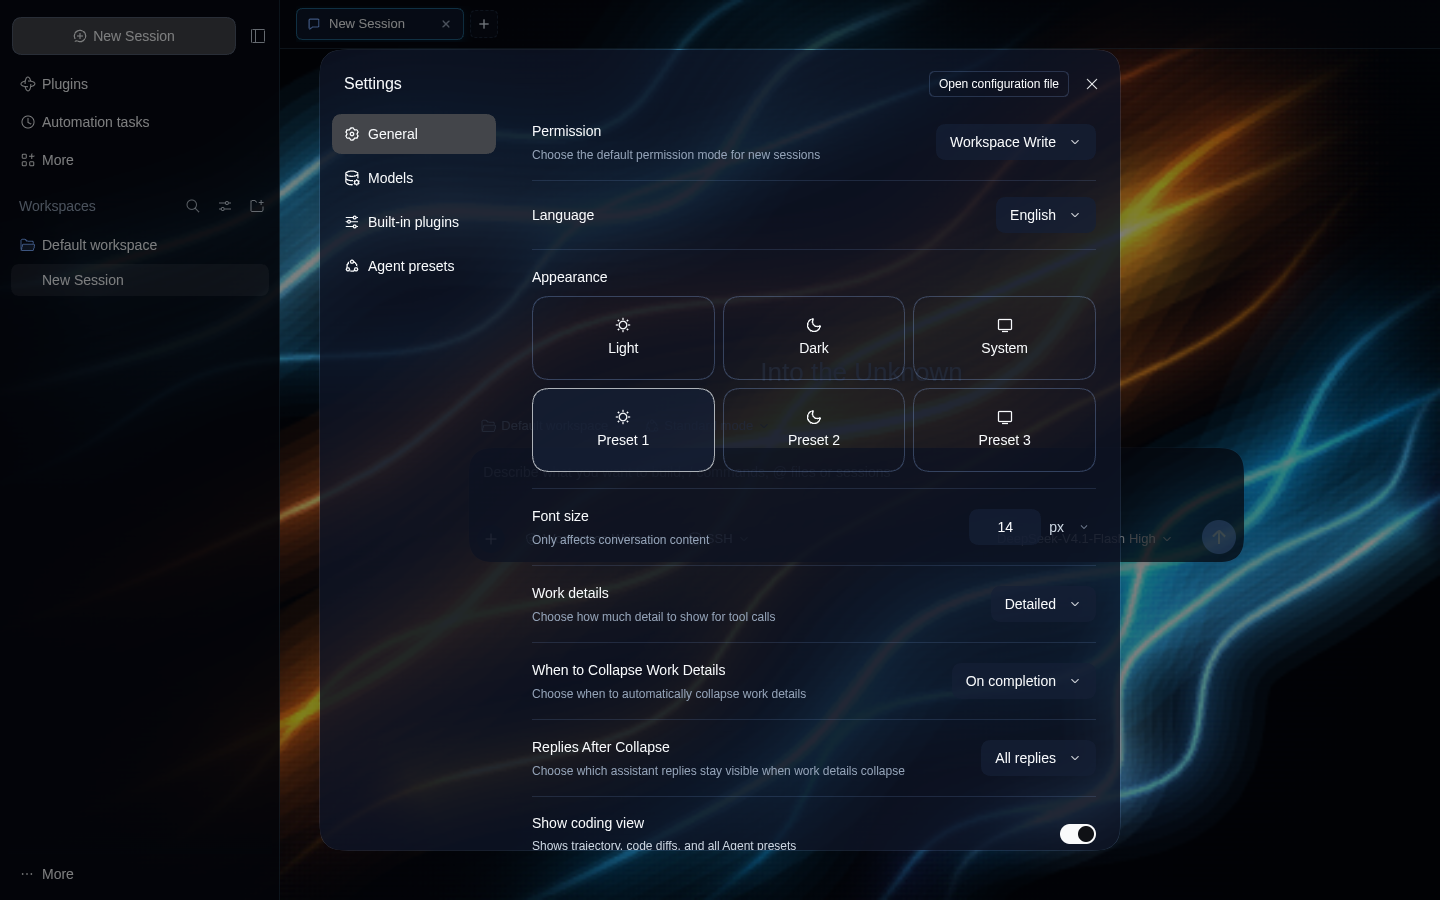 New Session
Plugins
Automation tasks
More
Workspaces
Default workspace
New Session
More
New Session
Settings
Open configuration file
General
Models
Built-in plugins
Agent presets
Permission
Choose the default permission mode for new sessions
Workspace Write
Language
English
Appearance
Light
Dark
System
Into the Unknown
Preset 1
Preset 2
Preset 3
Font size
Only affects conversation content
14
px
High
Work details
Choose how much detail to show for tool calls
Detailed
When to Collapse Work Details
Choose when to automatically collapse work details
On completion
Replies After Collapse
Choose which assistant replies stay visible when work details collapse
All replies
Show coding view
Shows trajectory, code diffs, and all Agent presets